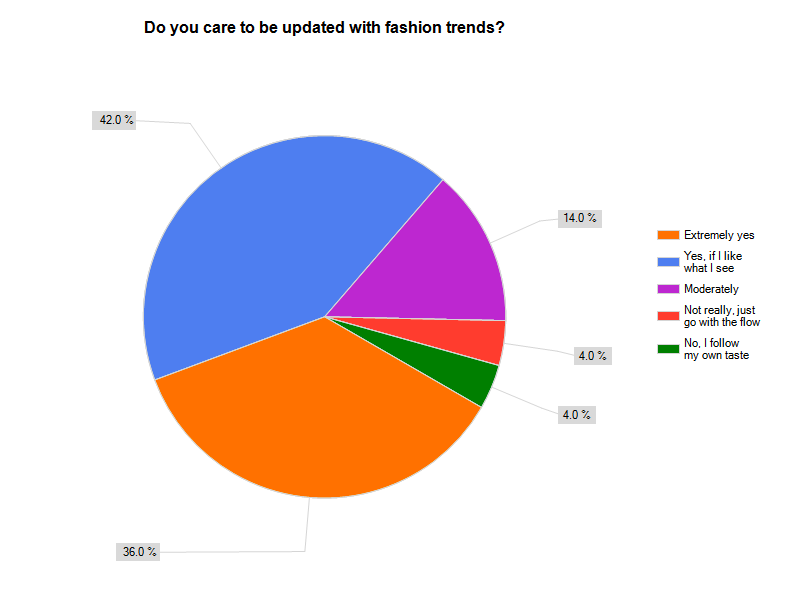 Do you care to be updated with fashion trends?
42.0 %
14.0 %
4.0 %
4.0 %
36.0 %
Extremely yes
Yes, if I like
what I see
Moderately
Not really, just
go with the flow
No, I follow
my own taste